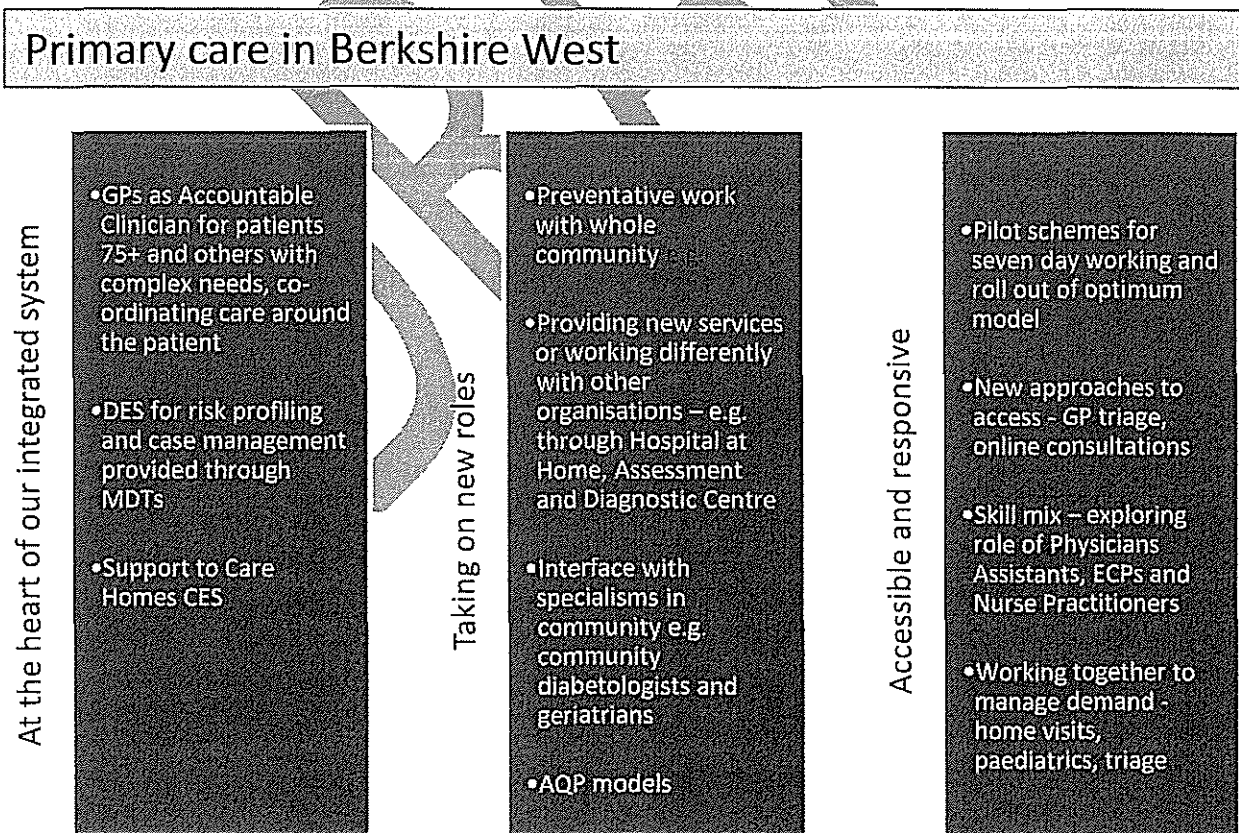 Primary care in Berkshire West
At the heart of our integrated system
•GPs as Accountable
Clinician for patients
75+ and others with
complex needs, co-
ordinating care around
the patient
•DES for risk profiling
and case management
provided through
MDTs
•Support to Care
Homes CES
Taking on new roles
•Preventative work
with whole
community
•Providing new services
or working differently
with other
organisations – e.g.
through Hospital at
Home, Assessment
and Diagnostic Centre
•Interface with
specialisms in
community e.g.
community
diabetologists and
geriatrians
•AQP models
Accessible and responsive
•Pilot schemes for
seven day working and
roll out of optimum
model
•New approaches to
access - GP triage,
online consultations
•Skill mix – exploring
role of Physicians
Assistants, ECPs and
Nurse Practitioners
•Working together to
manage demand -
home visits,
paediatrics, triage